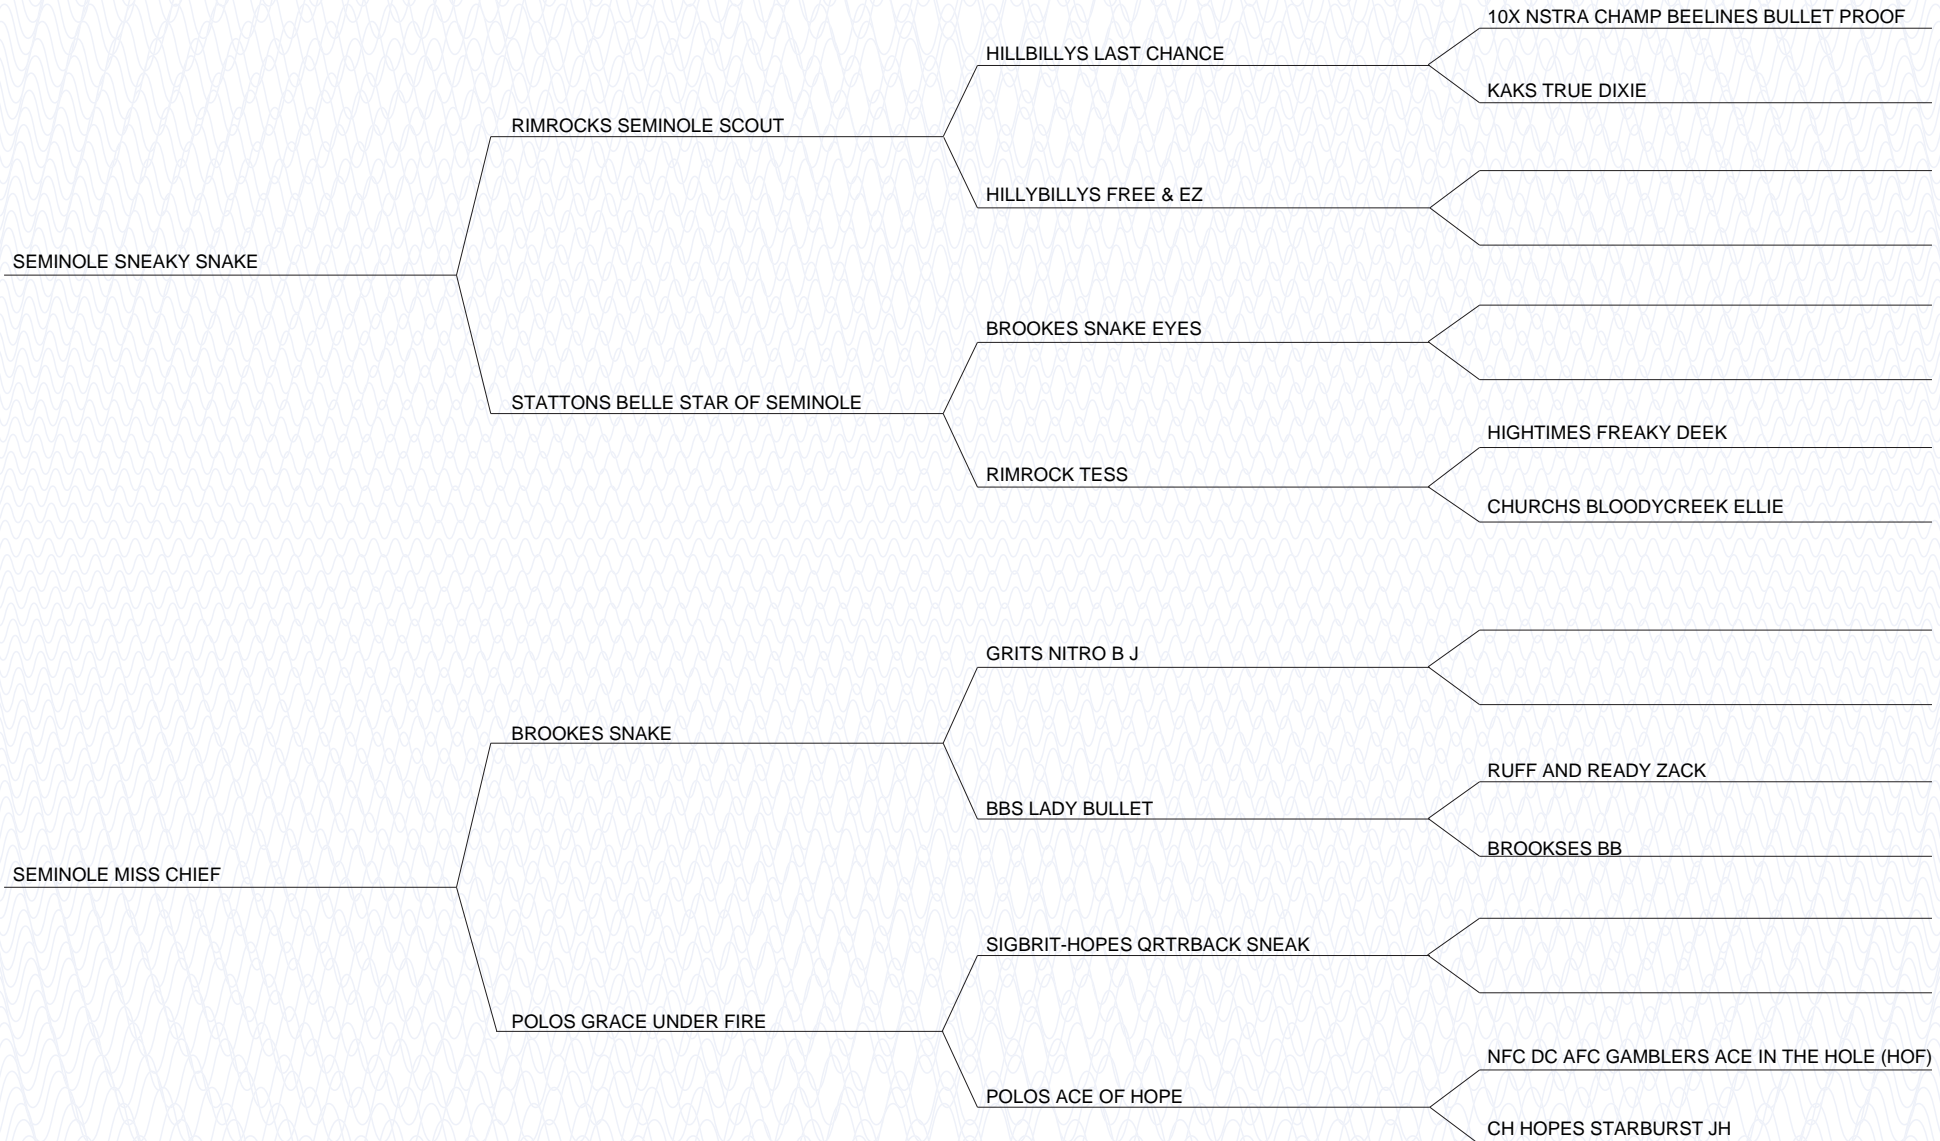 10X NSTRA CHAMP BEELINES BULLET PROOF
HILLBILLYS LAST CHANCE
KAKS TRUE DIXIE
RIMROCKS SEMINOLE SCOUT
HILLYBILLYS FREE & EZ
SEMINOLE SNEAKY SNAKE
BROOKES SNAKE EYES
STATTONS BELLE STAR OF SEMINOLE
HIGHTIMES FREAKY DEEK
RIMROCK TESS
CHURCHS BLOODYCREEK ELLIE
GRITS NITRO B J
BROOKES SNAKE
RUFF AND READY ZACK
BBS LADY BULLET
BROOKSES BB
SEMINOLE MISS CHIEF
SIGBRIT-HOPES QRTRBACK SNEAK
POLOS GRACE UNDER FIRE
NFC DC AFC GAMBLERS ACE IN THE HOLE (HOF)
POLOS ACE OF HOPE
CH HOPES STARBURST JH